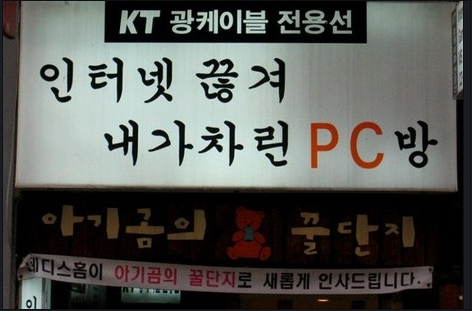 KT 광케이블 전용선
인터넷 끊겨
내가차린 PC방
아기곰의 꿀단지
레디스홈이 아기곰의 꿀단지로 새롭게 인사드립니다.
인